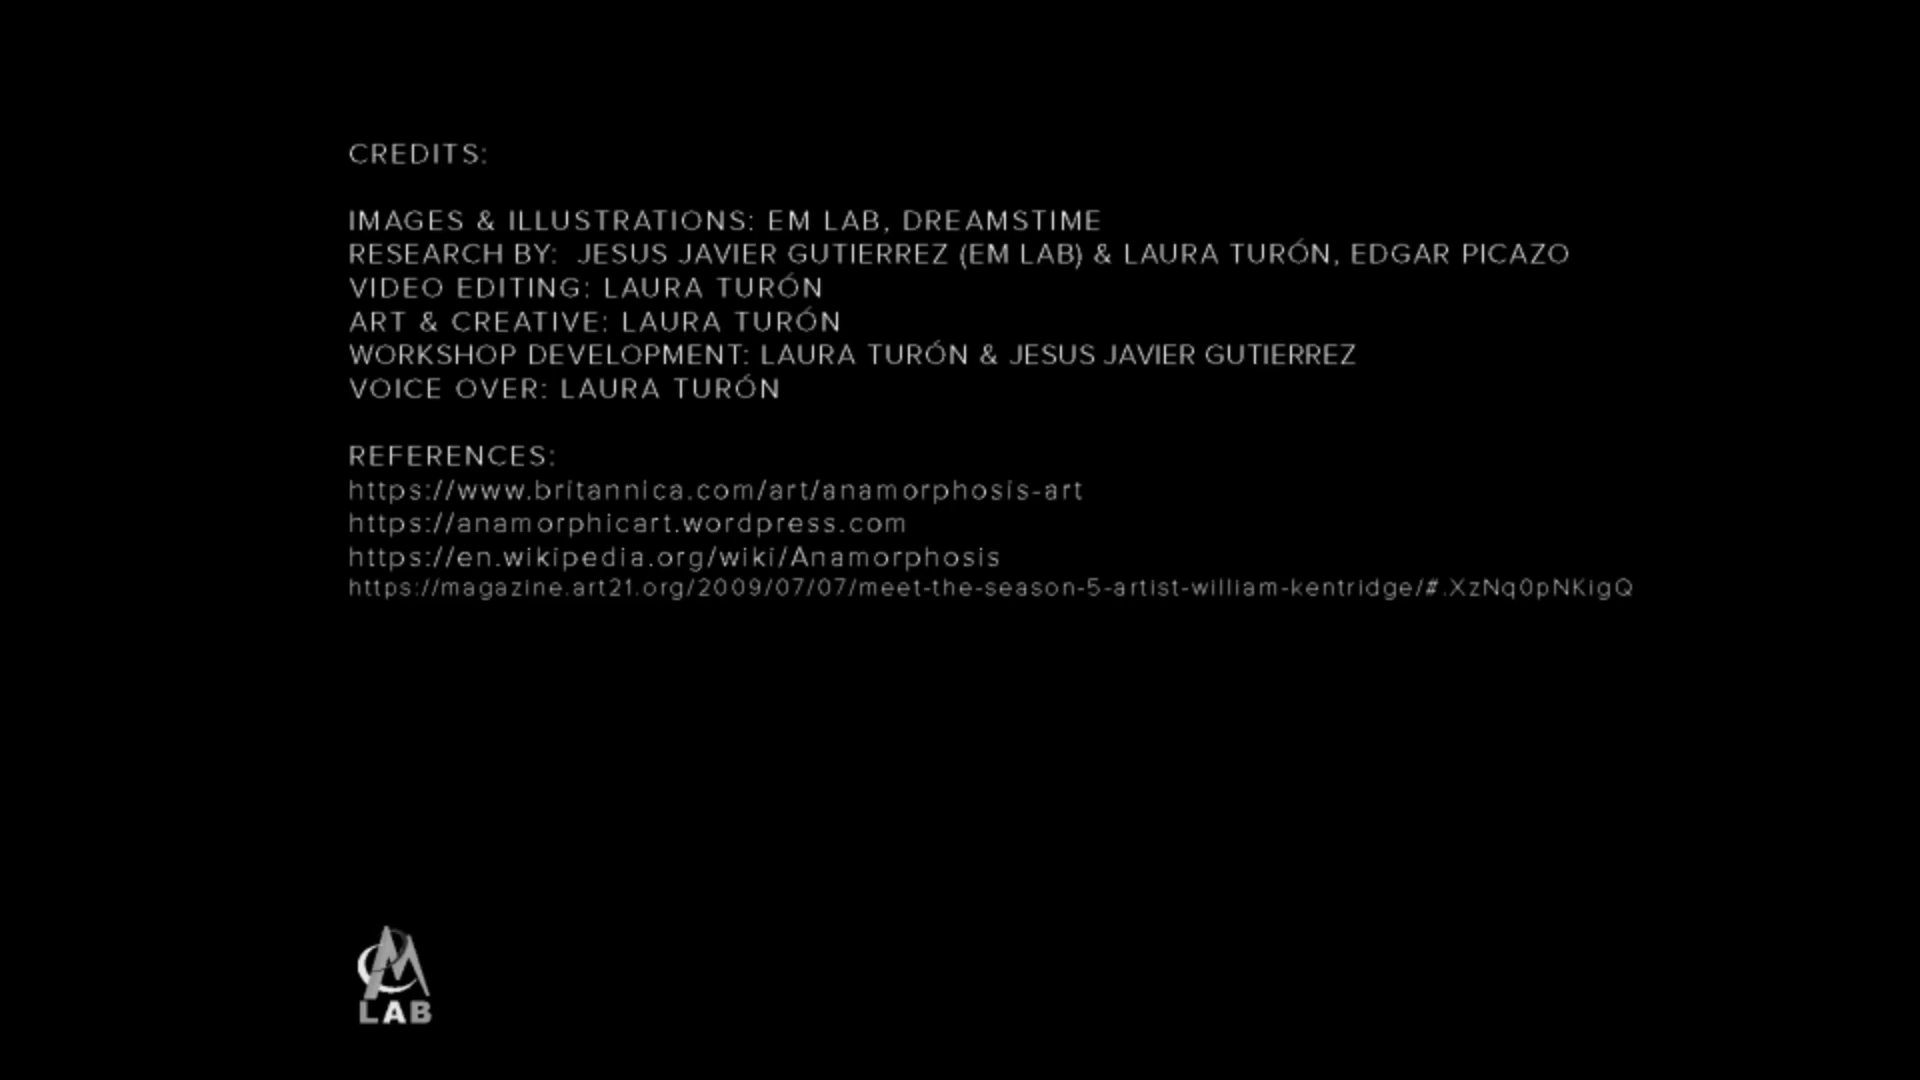 CREDITS:
IMAGES & ILLUSTRATIONS: EM LAB, DREAMSTIME
RESEARCH BY:  JESUS JAVIER GUTIERREZ (EM LAB) & LAURA TURÓN, EDGAR PICAZO
VIDEO EDITING: LAURA TURÓN
ART & CREATIVE: LAURA TURÓN
WORKSHOP DEVELOPMENT: LAURA TURÓN & JESUS JAVIER GUTIERREZ
VOICE OVER: LAURA TURÓN
REFERENCES:
https://www.britannica.com/art/anamorphosis-art
https://anamorphicart.wordpress.com
https://en.wikipedia.org/wiki/Anamorphosis
https://magazine.art21.org/2009/07/07/meet-the-season-5-artist-william-kentridge/#.XzNq0pNKigQ
M
LAB